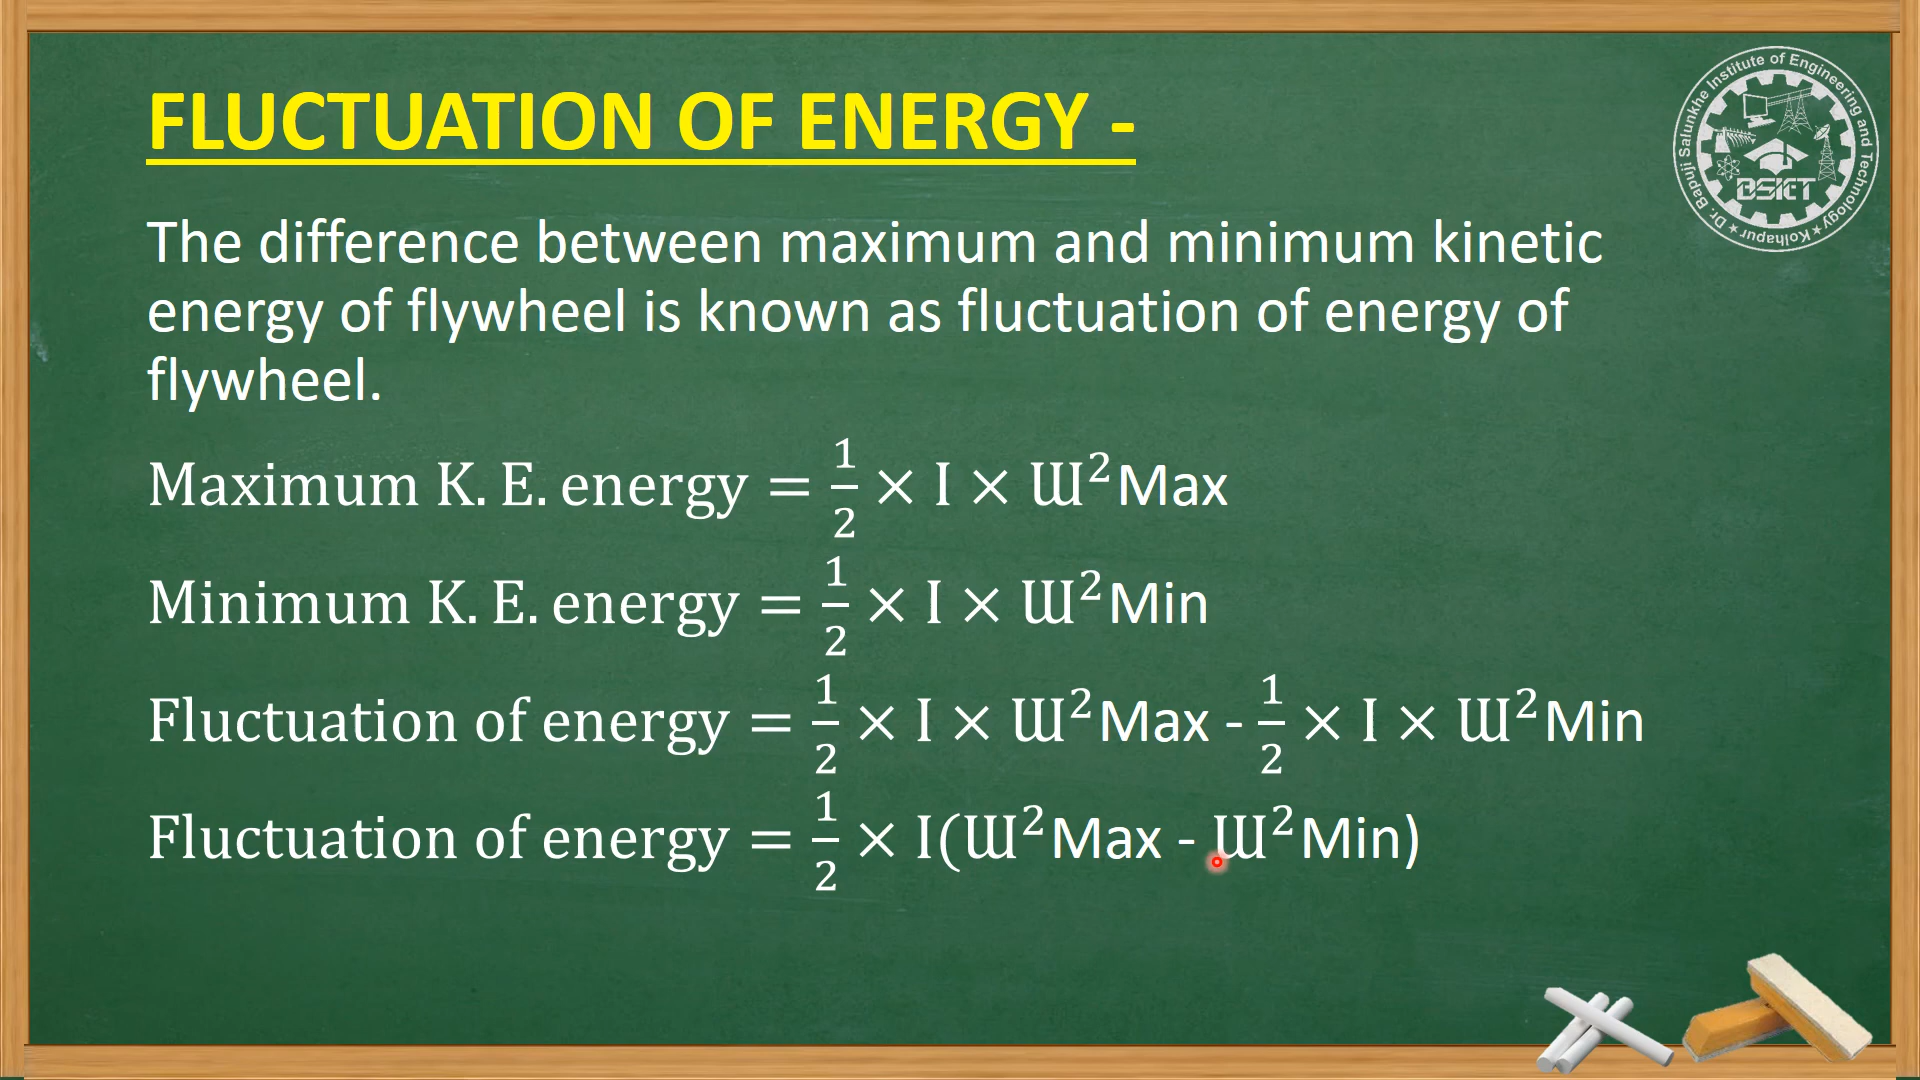 FLUCTUATION OF ENERGY -
Dr. Bapuji Salunkhe Institute of Engineering and Technology ★ Kolhapur ★
BSIET
The difference between maximum and minimum kinetic
energy of flywheel is known as fluctuation of energy of
flywheel.
Maximum K. E. energy = 1/2 × I × Ш²Max
Minimum K. E. energy = 1/2 × I × Ш²Min
Fluctuation of energy = 1/2 × I × Ш²Max - 1/2 × I × Ш²Min
Fluctuation of energy = 1/2 × I(Ш²Max - Ш²Min)